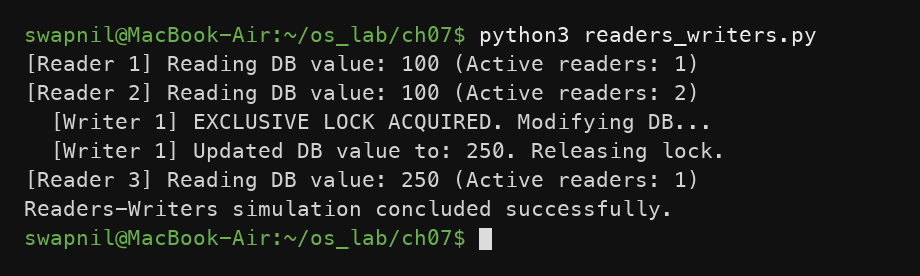 swapnil@MacBook-Air:~/os_lab/ch07$ python3 readers_writers.py
[Reader 1] Reading DB value: 100 (Active readers: 1)
[Reader 2] Reading DB value: 100 (Active readers: 2)
  [Writer 1] EXCLUSIVE LOCK ACQUIRED. Modifying DB...
  [Writer 1] Updated DB value to: 250. Releasing lock.
[Reader 3] Reading DB value: 250 (Active readers: 1)
Readers-Writers simulation concluded successfully.
swapnil@MacBook-Air:~/os_lab/ch07$